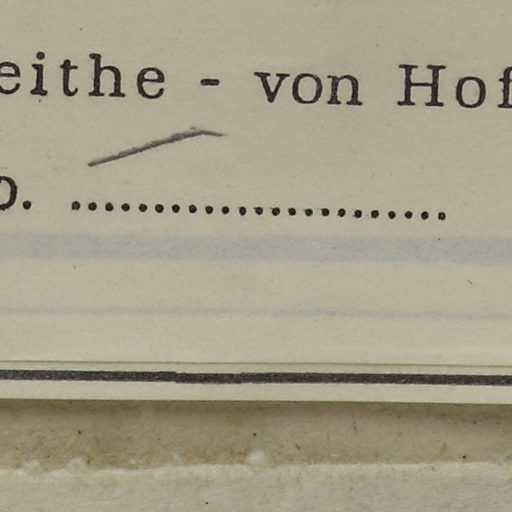 eithe - von Hof
o. .......................